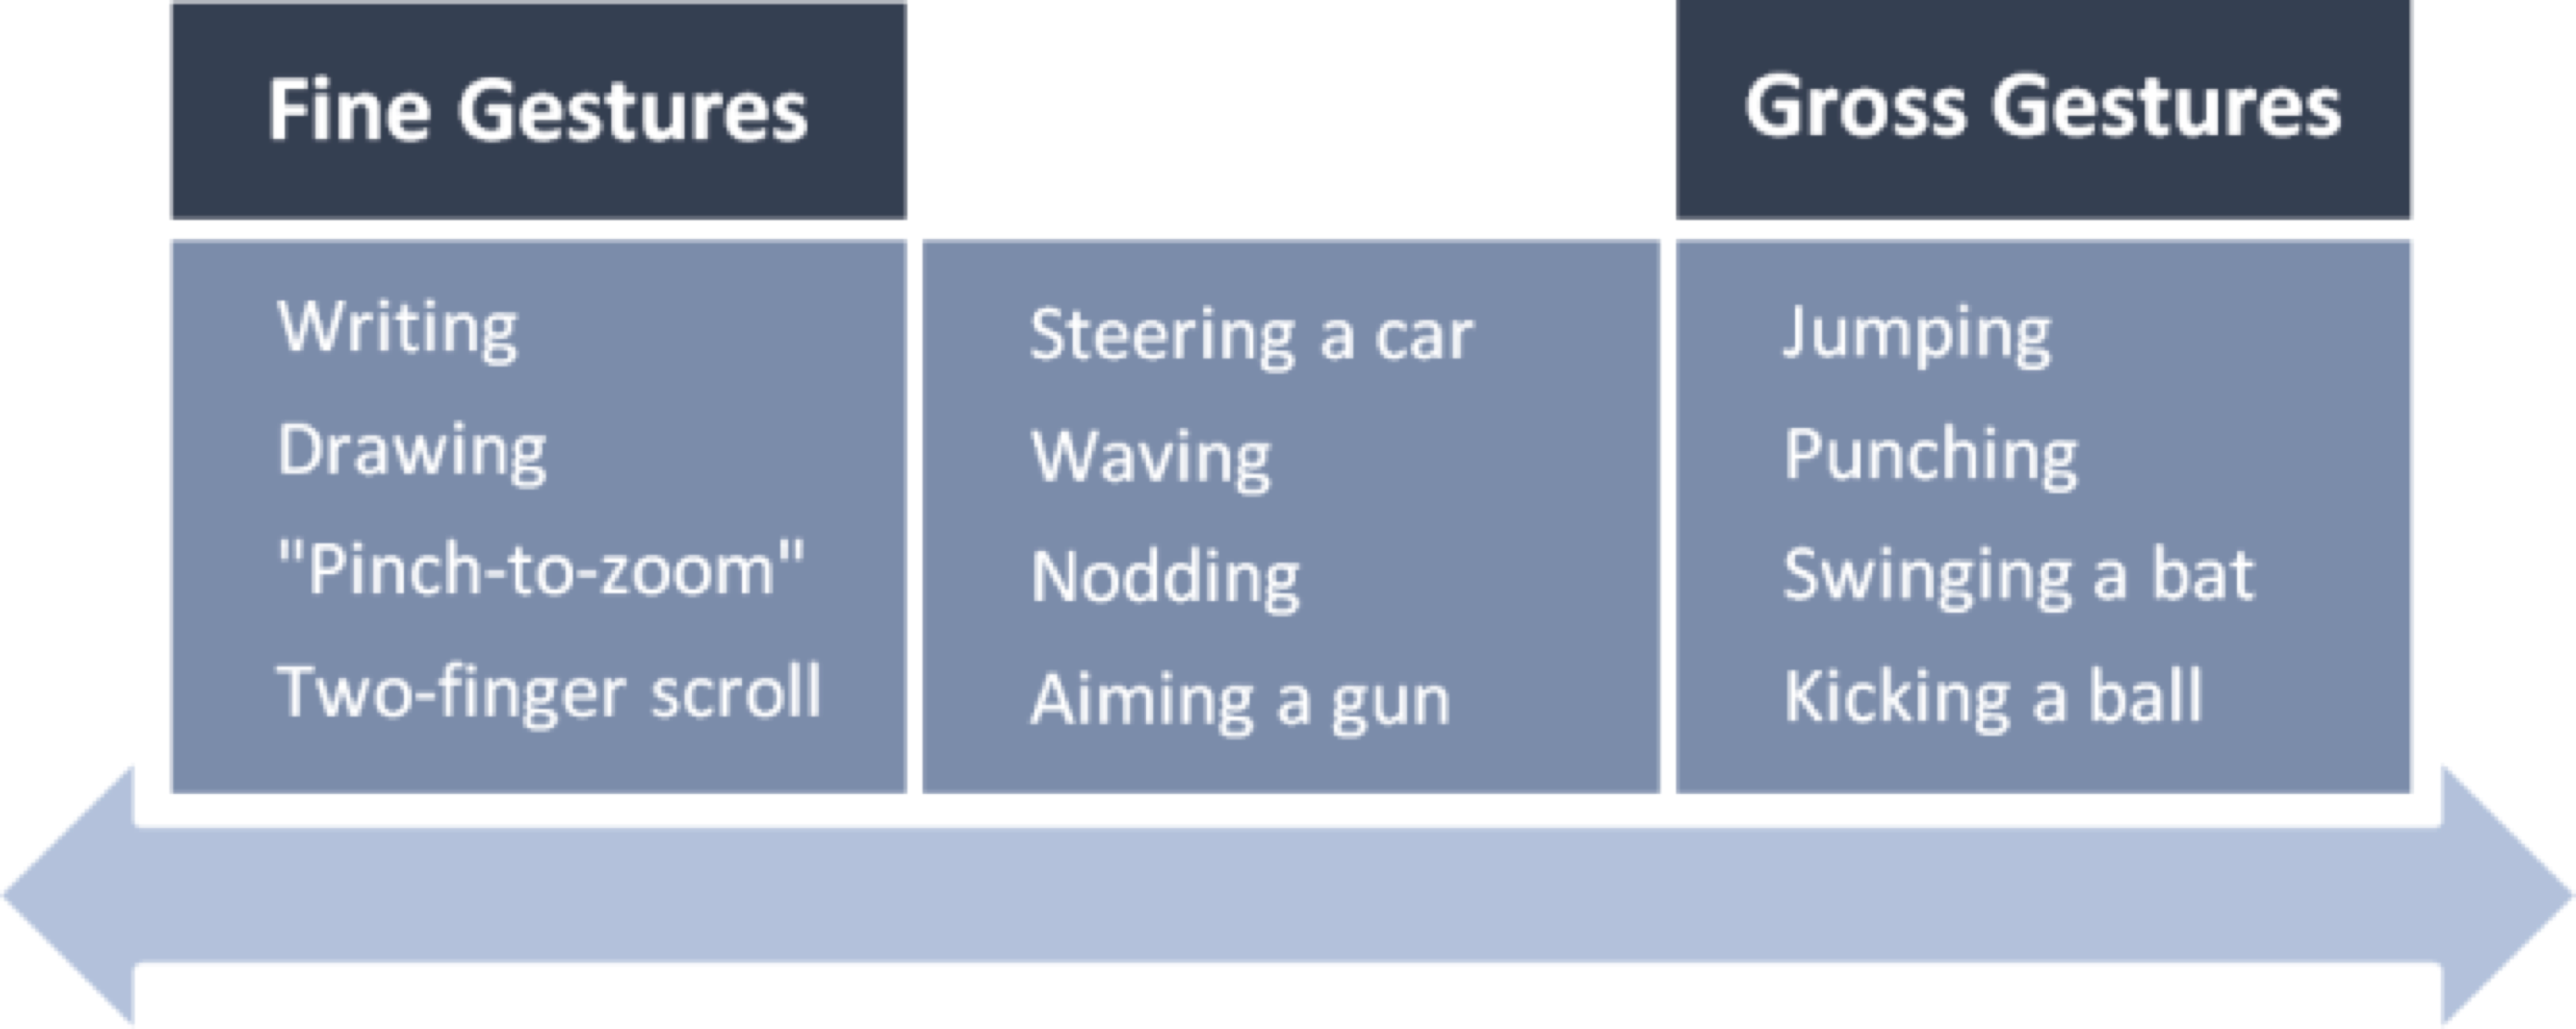 Fine Gestures
Gross Gestures
Writing
Drawing
"Pinch-to-zoom"
Two-finger scroll
Steering a car
Waving
Nodding
Aiming a gun
Jumping
Punching
Swinging a bat
Kicking a ball